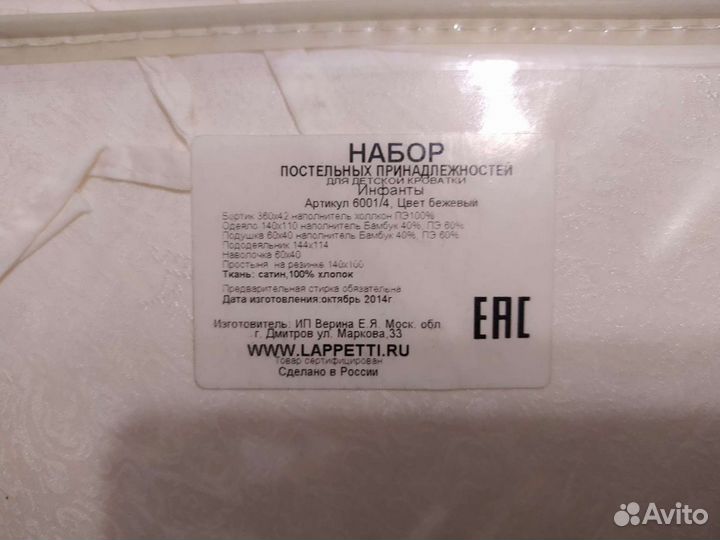 НАБОР
ПОСТЕЛЬНЫХ ПРИНАДЛЕЖНОСТЕЙ
ДЛЯ ДЕТСКОЙ КРОВАТКИ
Инфанты
Артикул 6001/4, Цвет бежевый
Бортик 360х42 наполнитель холлкон ПЭ100%
Одеяло 140х110 наполнитель Бамбук 40%, ПЭ 60%
Подушка 60х40 наполнитель Бамбук 40%, ПЭ 60%
Пододеяльник 144х114
Наволочка 60х40
Простыня на резинке 140х100
Ткань: сатин,100% хлопок
Предварительная стирка обязательна
Дата изготовления:октябрь 2014г
Изготовитель: ИП Верина Е.Я. Моск. обл
г. Дмитров ул. Маркова,33
WWW.LAPPETTI.RU
Товар сертифицирован
Сделано в России
EAC
Avito